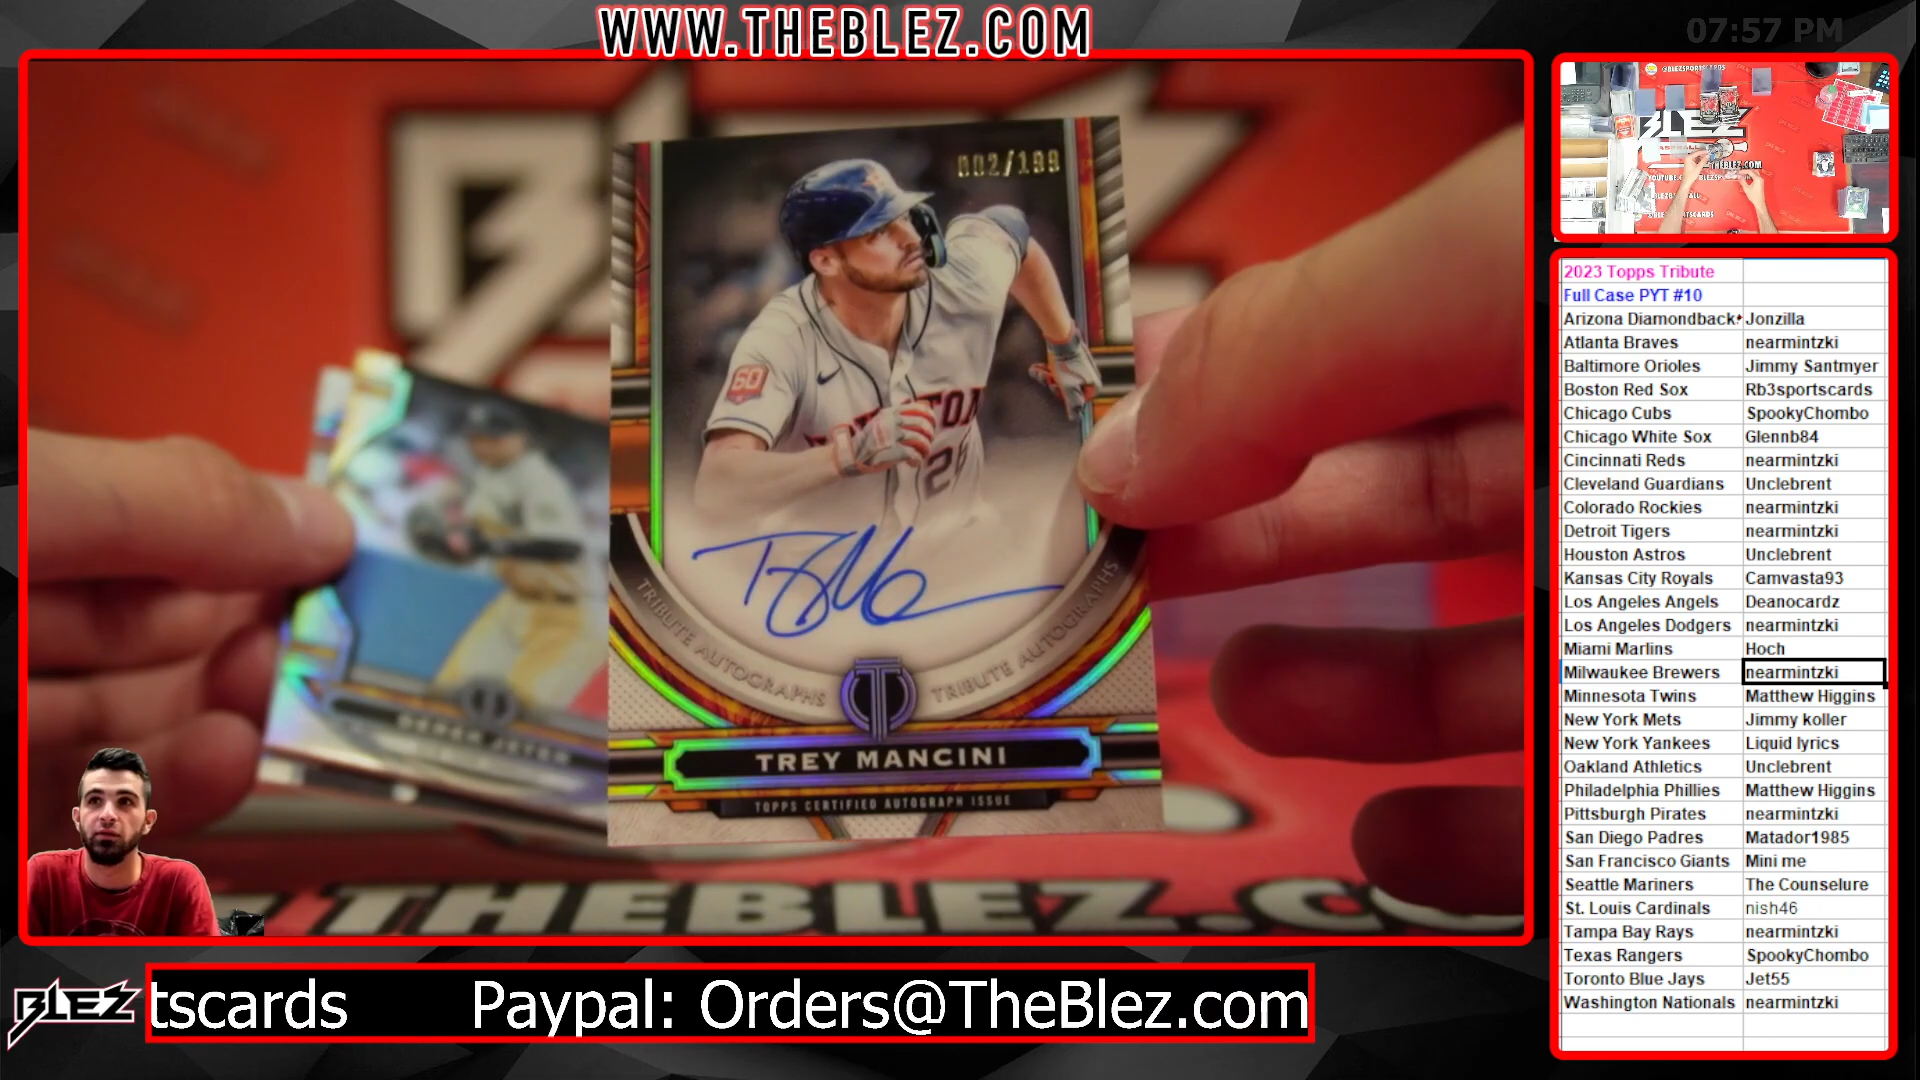 WWW.THEBLEZ.COM
07:57 PM
002/199
60
HOUSTON
26
TRIBUTE AUTOGRAPHS TRIBUTE AUTOGRAPHS
TREY MANCINI
TOPPS CERTIFIED AUTOGRAPH ISSUE
DEREK JETER
THEBLEZ.C
BLEZ
tscards Paypal: Orders@TheBlez.com
@BLEZSPORTSCARDS
BLEZ
2023 Topps Tribute
Full Case PYT #10
Arizona Diamondback Jonzilla
Atlanta Braves nearmintzki
Baltimore Orioles Jimmy Santmyer
Boston Red Sox Rb3sportscards
Chicago Cubs SpookyChombo
Chicago White Sox Glennb84
Cincinnati Reds nearmintzki
Cleveland Guardians Unclebrent
Colorado Rockies nearmintzki
Detroit Tigers nearmintzki
Houston Astros Unclebrent
Kansas City Royals Camvasta93
Los Angeles Angels Deanocardz
Los Angeles Dodgers nearmintzki
Miami Marlins Hoch
Milwaukee Brewers nearmintzki
Minnesota Twins Matthew Higgins
New York Mets Jimmy koller
New York Yankees Liquid lyrics
Oakland Athletics Unclebrent
Philadelphia Phillies Matthew Higgins
Pittsburgh Pirates nearmintzki
San Diego Padres Matador1985
San Francisco Giants Mini me
Seattle Mariners The Counselure
St. Louis Cardinals nish46
Tampa Bay Rays nearmintzki
Texas Rangers SpookyChombo
Toronto Blue Jays Jet55
Washington Nationals nearmintzki